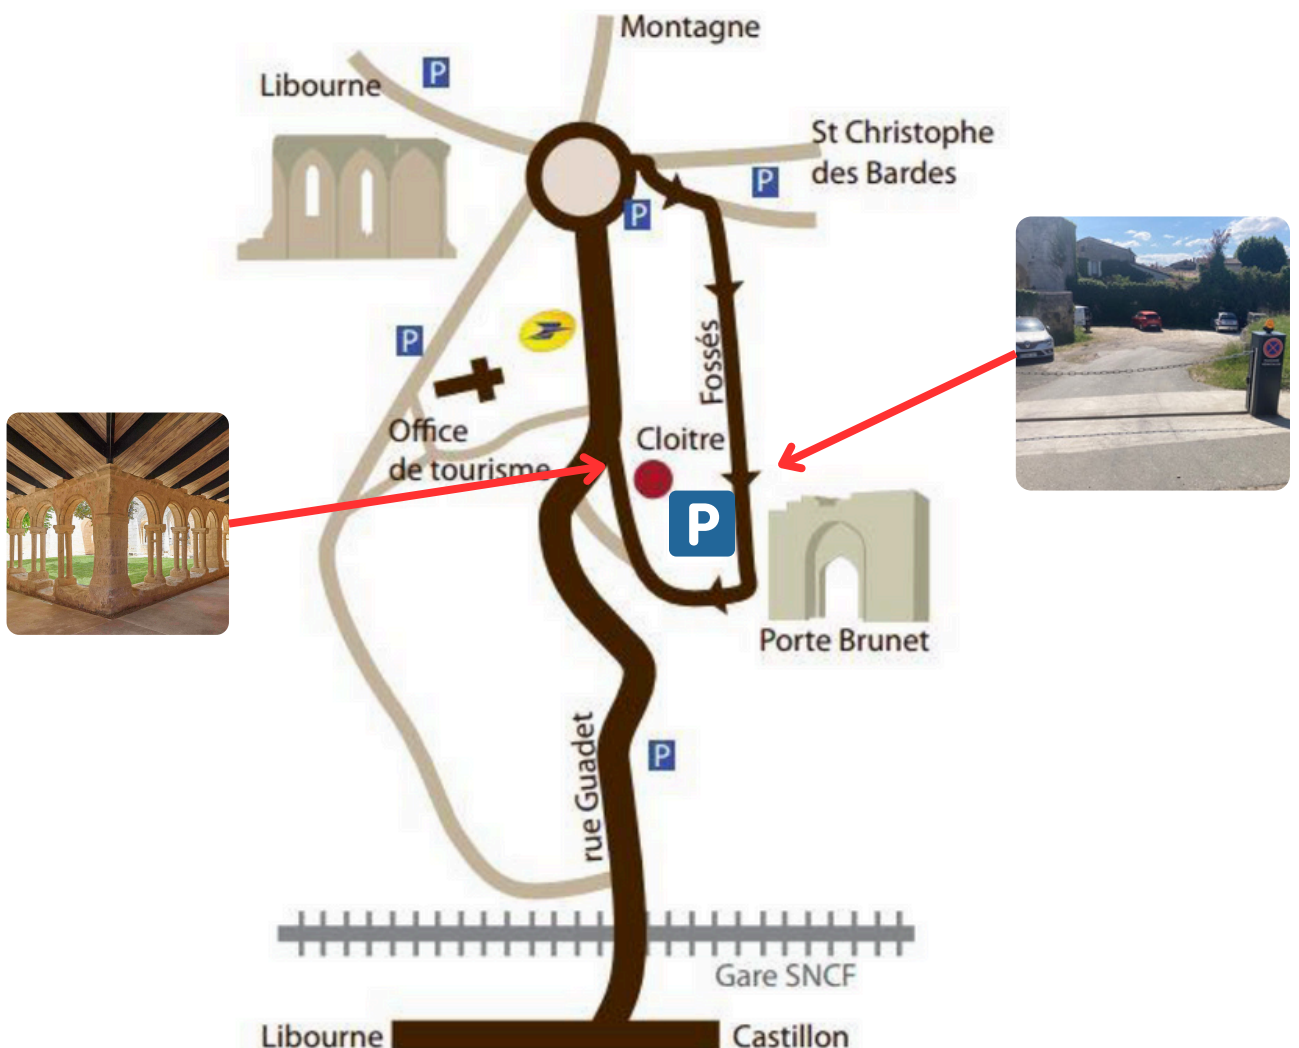 Montagne
P
Libourne
St Christophe
des Bardes
P
P
P
Fossés
Office
de tourisme
Cloitre
P
Porte Brunet
rue Guadet
P
Gare SNCF
Libourne
Castillon